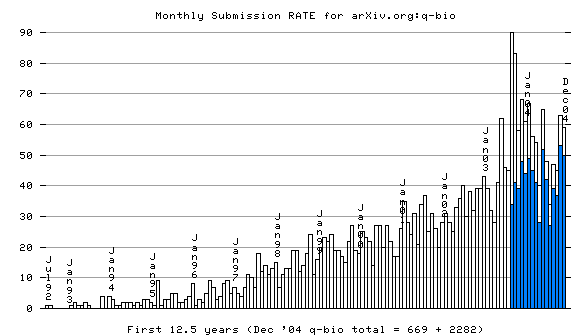 Monthly Submission RATE for arXiv.org:q-bio
90
80
70
60
50
40
30
20
10
0
Jul92
Jan93
Jan94
Jan95
Jan96
Jan97
Jan98
Jan99
Jan00
Jan01
Jan02
Jan03
Jan04
Dec04
First 12.5 years (Dec '04 q-bio total = 669 + 2282)